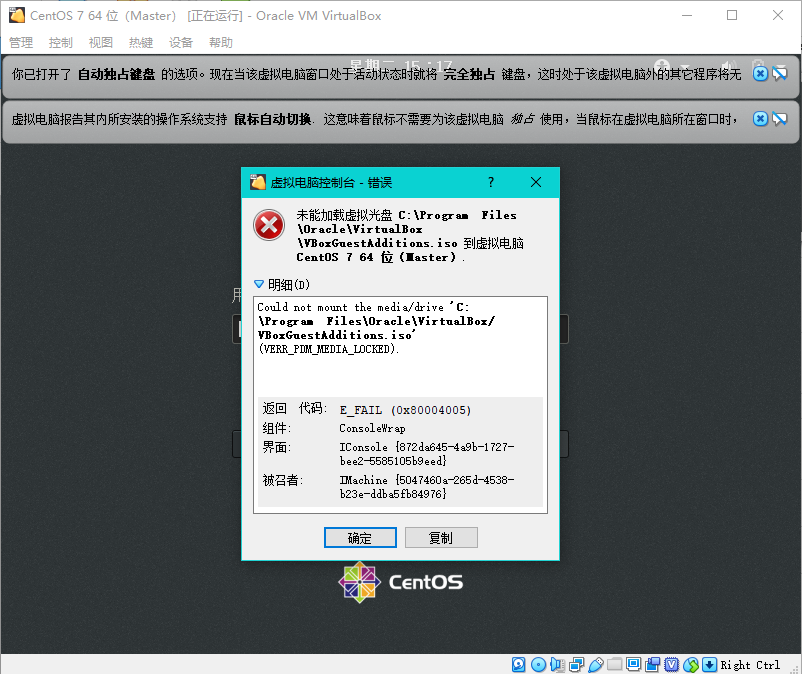 CentOS 7 64 位（Master） [正在运行] - Oracle VM VirtualBox
管理 控制 视图 热键 设备 帮助
星期二 15：17
你已打开了 自动独占键盘 的选项。现在当该虚拟电脑窗口处于活动状态时就将 完全独占 键盘，这时处于该虚拟电脑外的其它程序将无
虚拟电脑报告其内所安装的操作系统支持 鼠标自动切换. 这意味着鼠标不需要为该虚拟电脑 独占 使用，当鼠标在虚拟电脑所在窗口时，
虚拟电脑控制台 - 错误
?
未能加载虚拟光盘 C:\Program Files
\Oracle\VirtualBox
\VBoxGuestAdditions.iso 到虚拟电脑
CentOS 7 64 位（Master）.
明细(D)
用
Could not mount the media/drive 'C:
\Program Files\Oracle\VirtualBox/
VBoxGuestAdditions.iso'
(VERR_PDM_MEDIA_LOCKED).
返回 代码: E_FAIL (0x80004005)
组件: ConsoleWrap
界面: IConsole {872da645-4a9b-1727-
bee2-5585105b9eed}
被召者: IMachine {5047460a-265d-4538-
b23e-ddba5fb84976}
确定 复制
CentOS
Right Ctrl